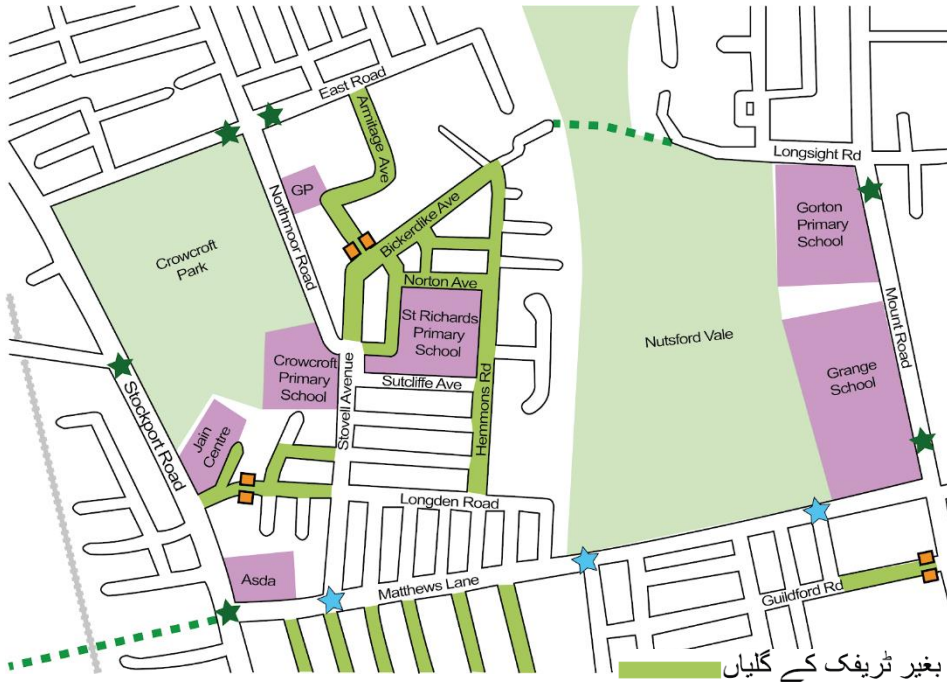 East Road
Armitage Ave
Longsight Rd
GP
Northmoor Road
Bickerdike Ave
Gorton
Primary
School
Crowcroft
Park
Norton Ave
St Richards
Primary
School
Mount Road
Nutsford Vale
Crowcroft
Primary
School
Stovell Avenue
Sutcliffe Ave
Hemmons Rd
Grange
School
Stockport Road
Jain
Centre
Longden Road
Asda
Matthews Lane
Guildford Rd
بغیر ٹریفک کے گلیاں